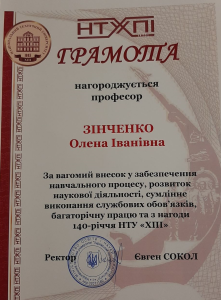 НТУ ХПІ
ГРАМОТА
нагороджується
професор
ЗІНЧЕНКО
Олена Іванівна
За вагомий внесок у забезпечення
навчального процесу, розвиток
наукової діяльності, сумлінне
виконання службових обов'язків,
багаторічну працю та з нагоди
140-річчя НТУ «ХПІ»
Ректор Євген СОКОЛ